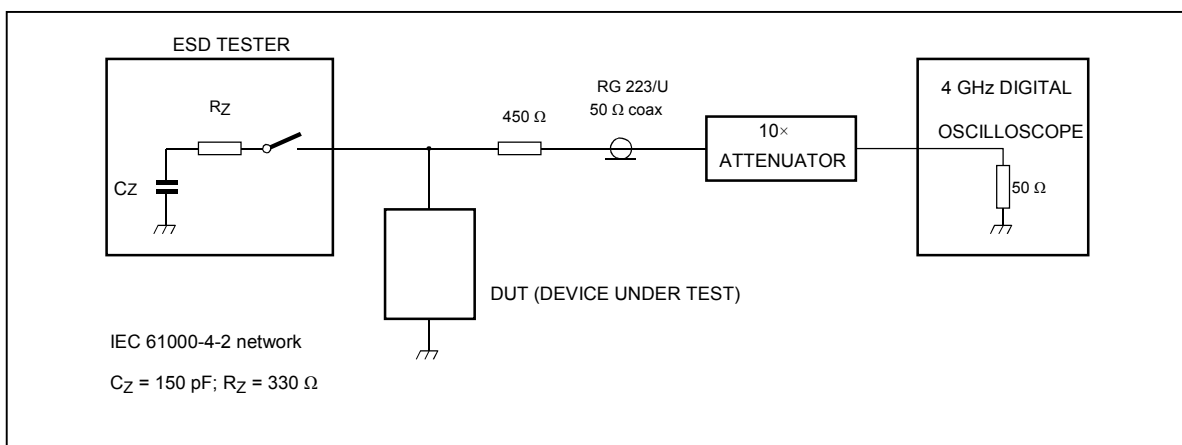 ESD TESTER
RZ
CZ
450 Ω
RG 223/U
50 Ω coax
10×
ATTENUATOR
4 GHz DIGITAL
OSCILLOSCOPE
50 Ω
DUT (DEVICE UNDER TEST)
IEC 61000-4-2 network
CZ = 150 pF; RZ = 330 Ω